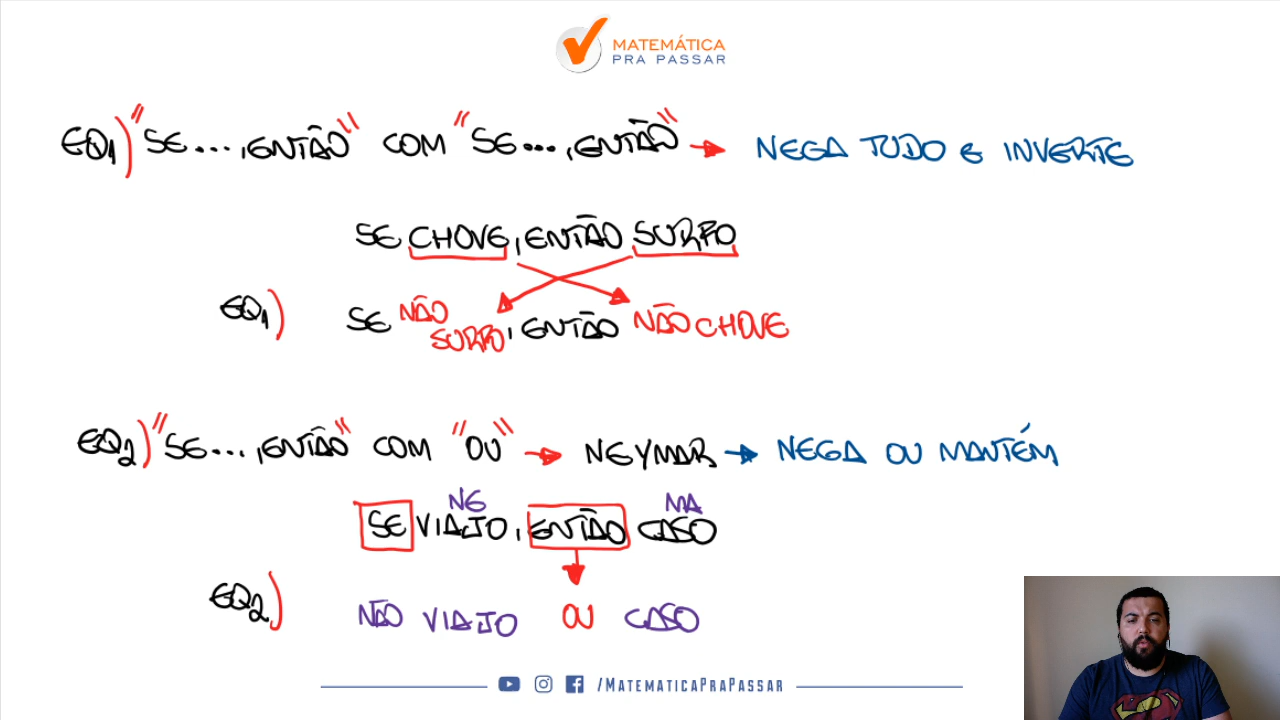 MATEMÁTICA
PRA PASSAR
EQ1) "SE...,ENTÃO" COM "SE...,ENTÃO" → NEGA TUDO E INVERTE
SE CHOVE, ENTÃO SURFO
EQ1) SE NÃO SURFO, ENTÃO NÃO CHOVE
EQ2) "SE...,ENTÃO" COM "OU" → NEYMAR → NEGA OU MANTÉM
NE MA
SE VIAJO, ENTÃO CASO
EQ2) NÃO VIAJO OU CASO
/MATEMATICAPRAPASSAR